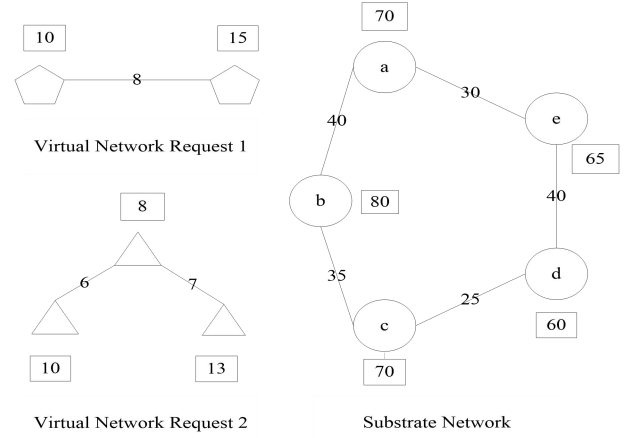 10
15
8
Virtual Network Request 1
8
6
7
10
13
Virtual Network Request 2
70
a
30
e
65
40
b
80
40
35
d
25
60
c
70
Substrate Network